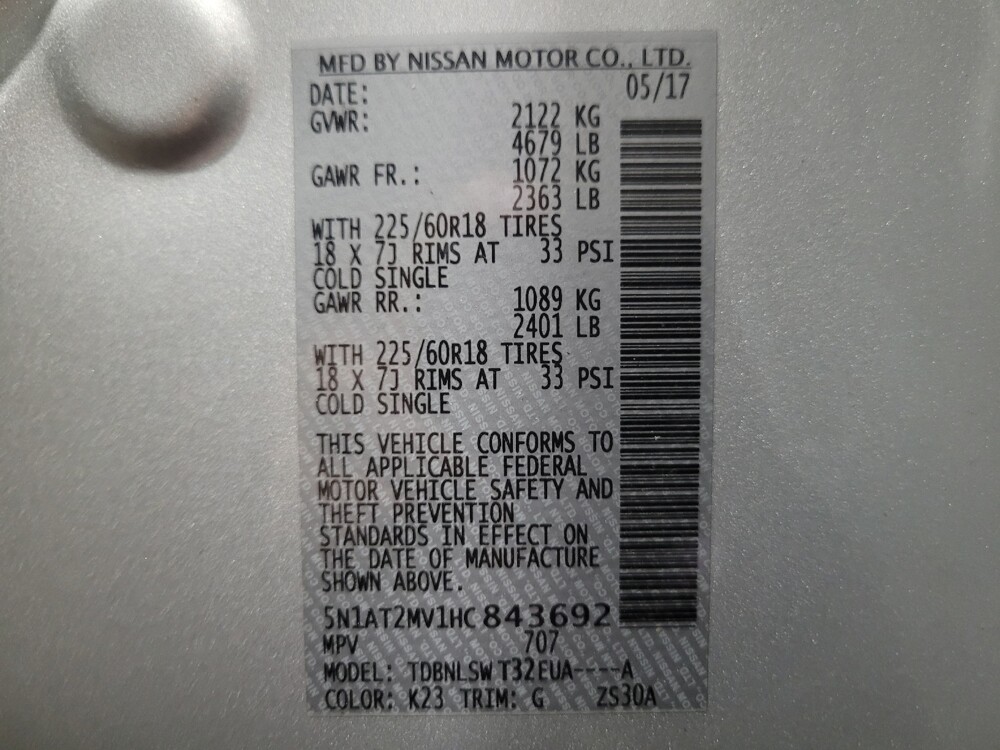 MFD BY NISSAN MOTOR CO., LTD.
DATE: 05/17
GVWR: 2122 KG
4679 LB
GAWR FR.: 1072 KG
2363 LB
WITH 225/60R18 TIRES
18 X 7J RIMS AT 33 PSI
COLD SINGLE
GAWR RR.: 1089 KG
2401 LB
WITH 225/60R18 TIRES
18 X 7J RIMS AT 33 PSI
COLD SINGLE
THIS VEHICLE CONFORMS TO
ALL APPLICABLE FEDERAL
MOTOR VEHICLE SAFETY AND
THEFT PREVENTION
STANDARDS IN EFFECT ON
THE DATE OF MANUFACTURE
SHOWN ABOVE.
5N1AT2MV1HC843692
MPV 707
MODEL: TDBNLSW T32EUA----A
COLOR: K23 TRIM: G ZS30A